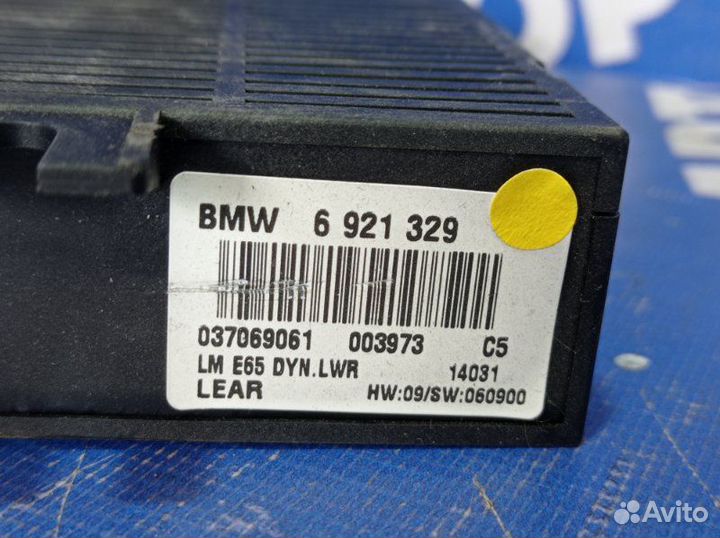 BMW 6 921 329
037069061 003973 C5
LM E65 DYN.LWR 14031
LEAR HW:09/SW:060900
Avito